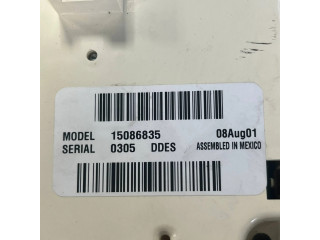 MODEL 15086835 08Aug01
SERIAL 0305 DDES ASSEMBLED IN MEXICO